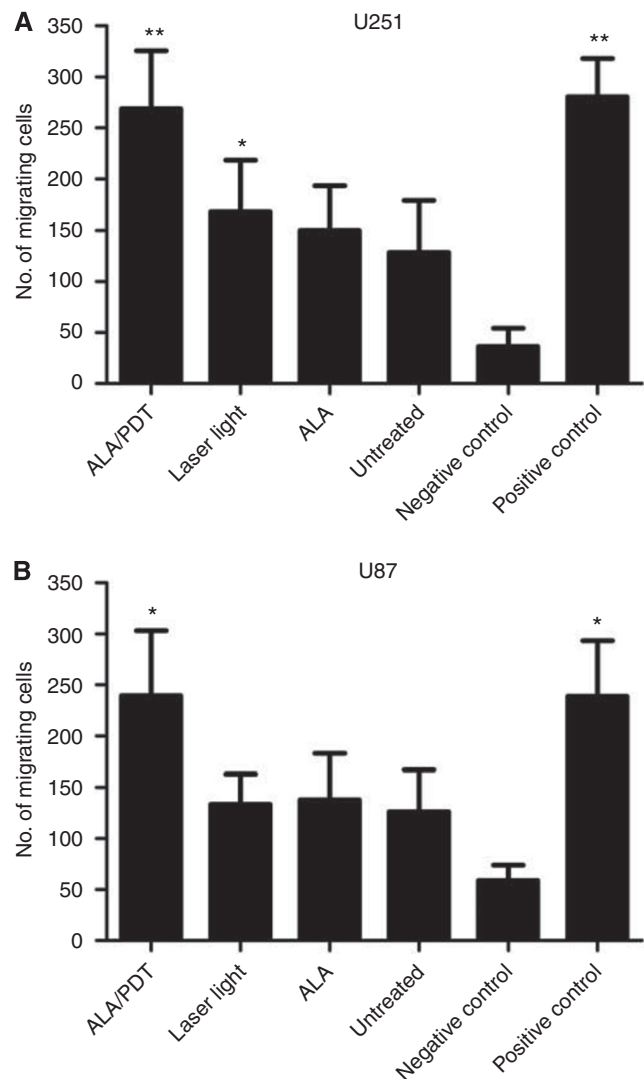 A
U251
No. of migrating cells
350
300
250
200
150
100
50
0
**
*
**
ALA/PDT
Laser light
ALA
Untreated
Negative control
Positive control
B
U87
No. of migrating cells
350
300
250
200
150
100
50
0
*
*
ALA/PDT
Laser light
ALA
Untreated
Negative control
Positive control